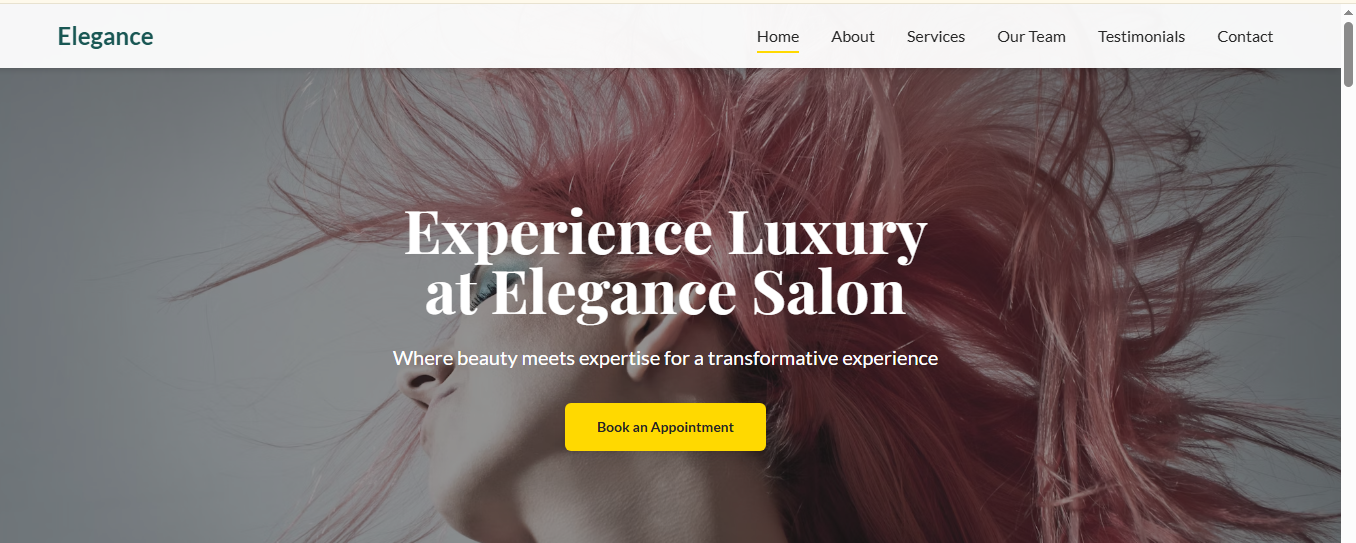 Elegance
Home About Services Our Team Testimonials Contact
Experience Luxury
at Elegance Salon
Where beauty meets expertise for a transformative experience
Book an Appointment